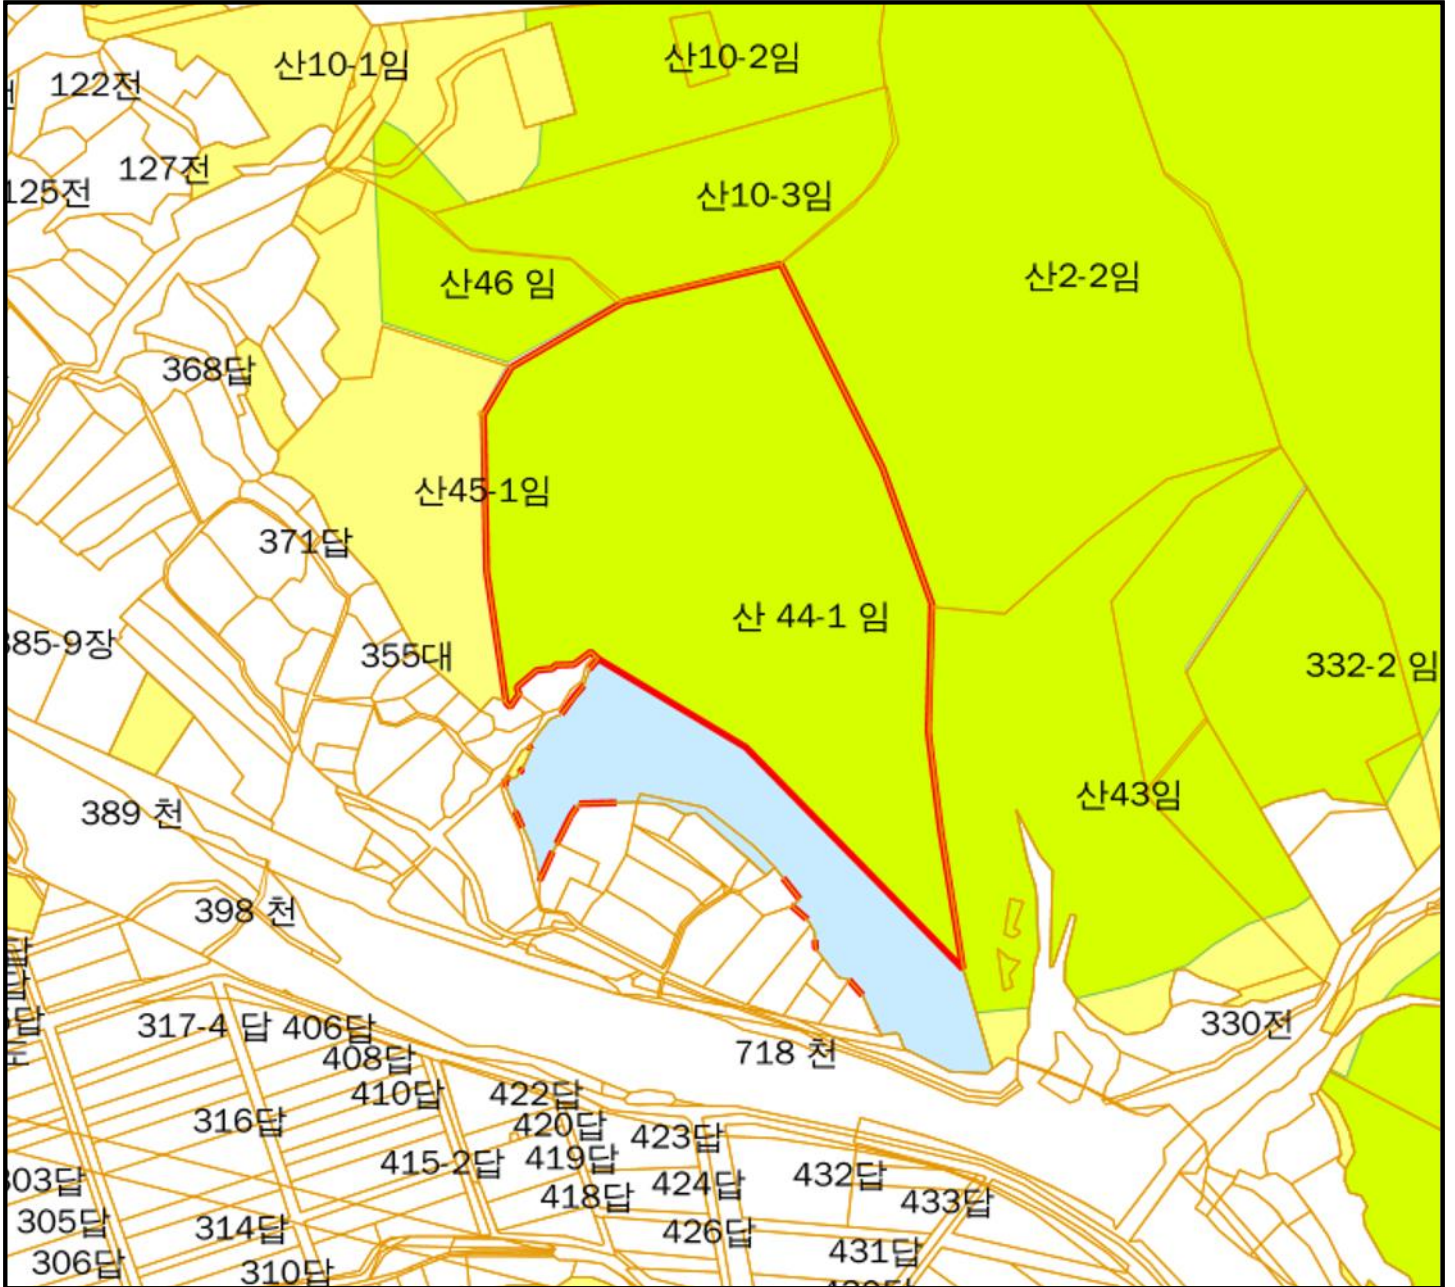 산10-1임
산10-2임
122전
127전
125전
산10-3임
산46 임
산2-2임
368답
산45-1임
371답
산 44-1 임
385-9장
355대
332-2 임
산43임
389 천
398 천
317-4 답
406답
330전
408답
718 천
410답
422답
316답
420답
423답
415-2답
419답
303답
418답
424답
432답
433답
305답
314답
426답
431답
306답
310답